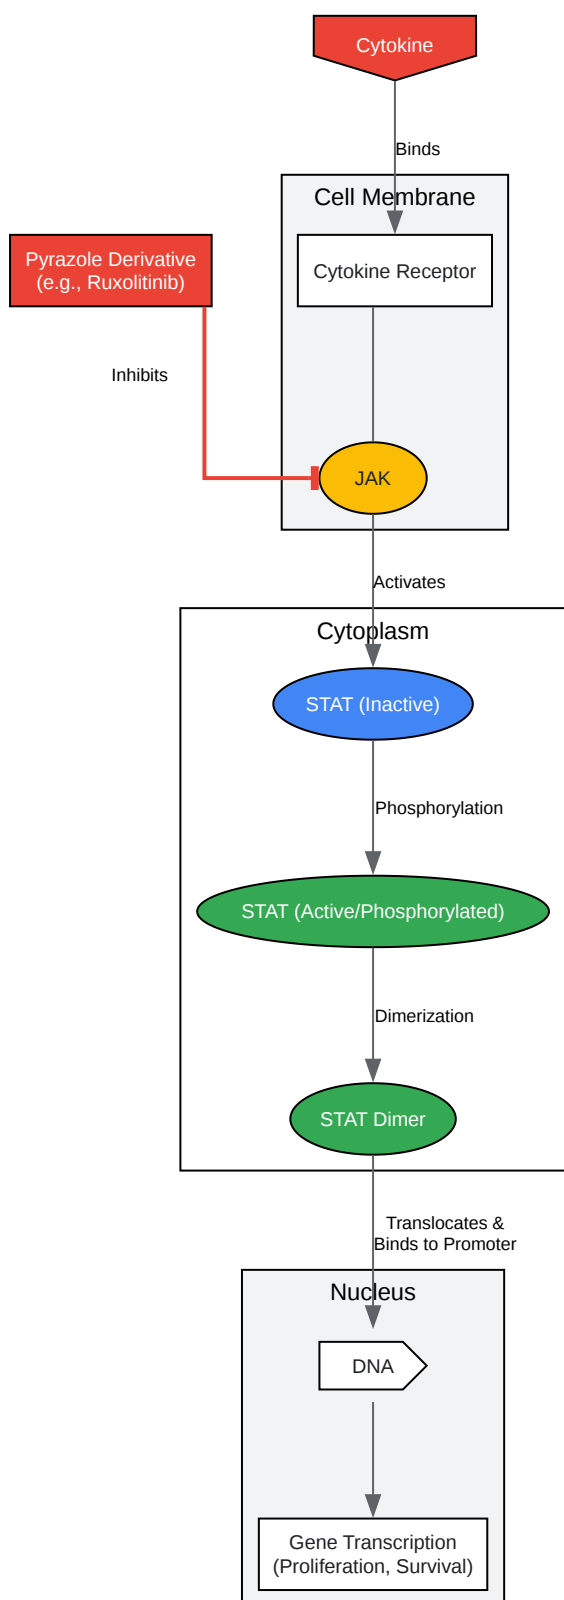 Cytokine
Binds
Cell Membrane
Pyrazole Derivative
(e.g., Ruxolitinib)
Cytokine Receptor
Inhibits
JAK
Activates
Cytoplasm
STAT (Inactive)
Phosphorylation
STAT (Active/Phosphorylated)
Dimerization
STAT Dimer
Translocates &
Binds to Promoter
Nucleus
DNA
Gene Transcription
(Proliferation, Survival)